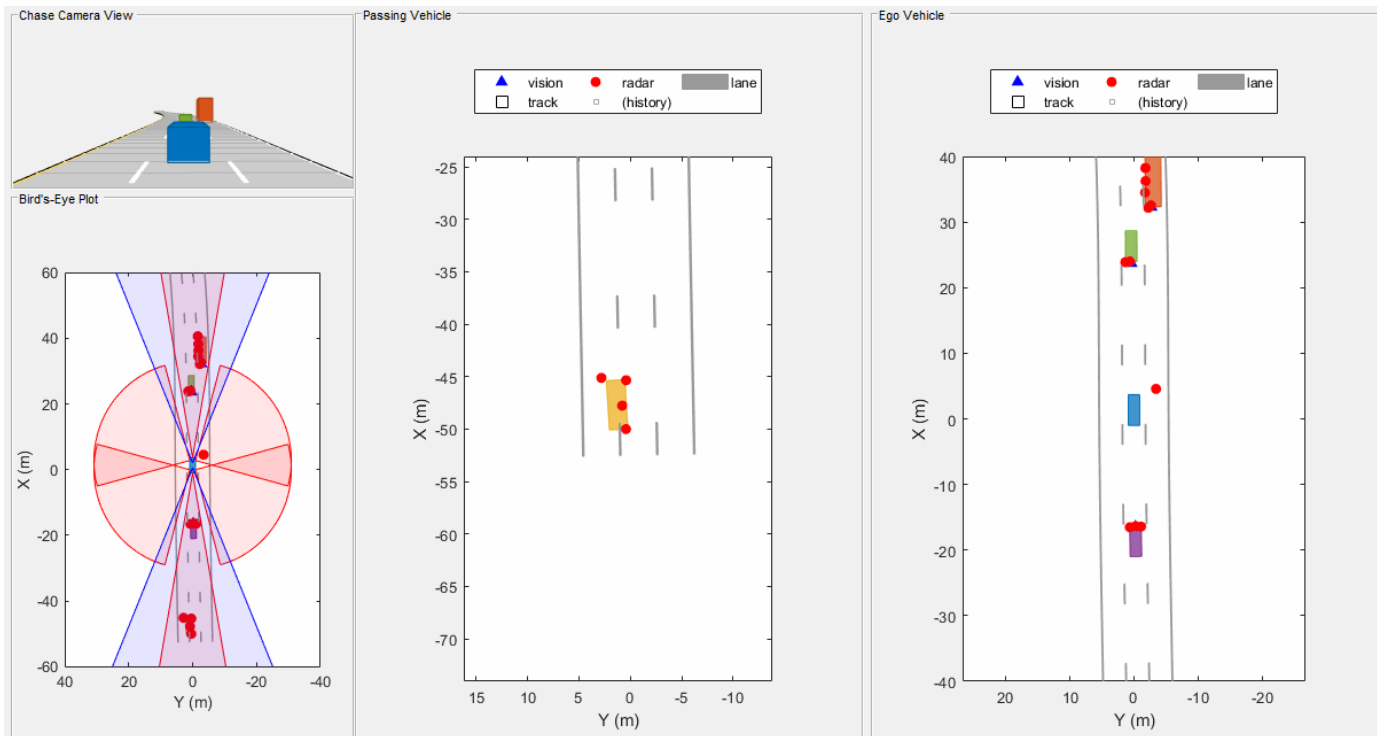 Chase Camera View
Bird's-Eye Plot
60
40
20
0
-20
-40
-60
X (m)
40 20 0 -20 -40
Y (m)
Passing Vehicle
vision radar lane
track (history)
-25
-30
-35
-40
-45
-50
-55
-60
-65
-70
X (m)
15 10 5 0 -5 -10
Y (m)
Ego Vehicle
vision radar lane
track (history)
40
30
20
10
0
-10
-20
-30
-40
X (m)
20 10 0 -10 -20
Y (m)